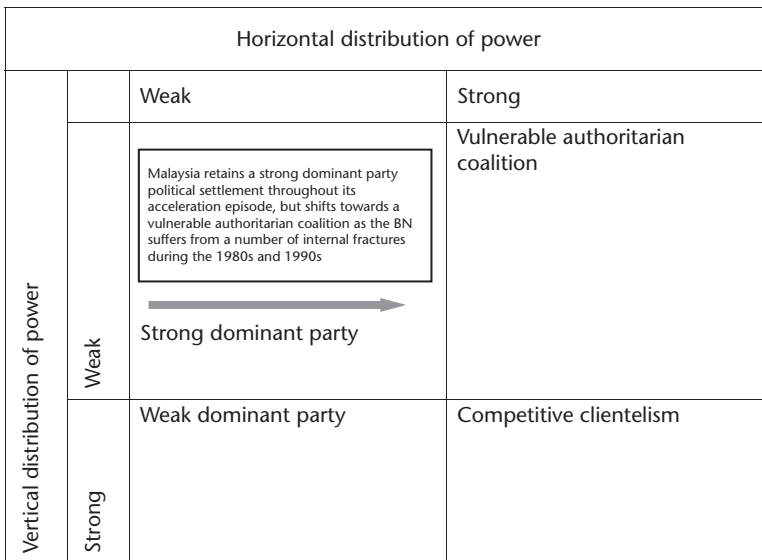 Horizontal distribution of power
Vertical distribution of power
Weak
Strong
Weak
Malaysia retains a strong dominant party
political settlement throughout its
acceleration episode, but shifts towards a
vulnerable authoritarian coalition as the BN
suffers from a number of internal fractures
during the 1980s and 1990s
Strong dominant party
Vulnerable authoritarian
coalition
Strong
Weak dominant party
Competitive clientelism